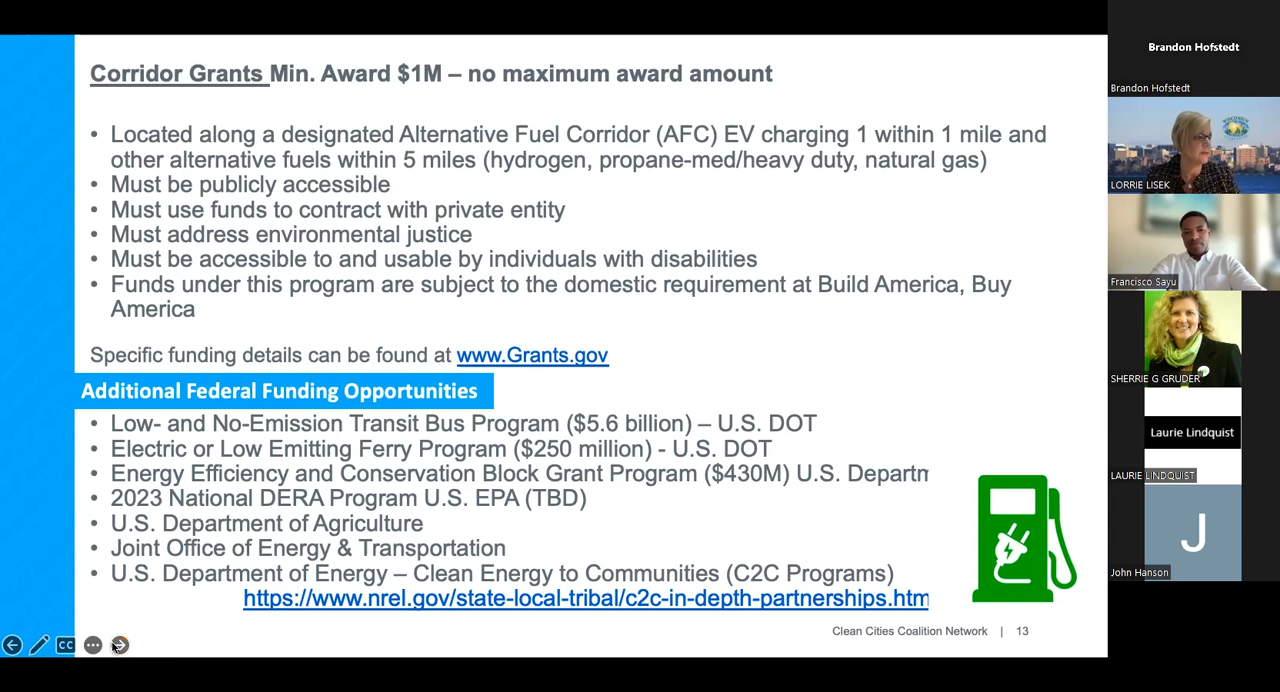 Corridor Grants Min. Award $1M – no maximum award amount
• Located along a designated Alternative Fuel Corridor (AFC) EV charging 1 within 1 mile and
other alternative fuels within 5 miles (hydrogen, propane-med/heavy duty, natural gas)
• Must be publicly accessible
• Must use funds to contract with private entity
• Must address environmental justice
• Must be accessible to and usable by individuals with disabilities
• Funds under this program are subject to the domestic requirement at Build America, Buy
America
Specific funding details can be found at www.Grants.gov
Additional Federal Funding Opportunities
• Low- and No-Emission Transit Bus Program ($5.6 billion) – U.S. DOT
• Electric or Low Emitting Ferry Program ($250 million) - U.S. DOT
• Energy Efficiency and Conservation Block Grant Program ($430M) U.S. Departm
• 2023 National DERA Program U.S. EPA (TBD)
• U.S. Department of Agriculture
• Joint Office of Energy & Transportation
• U.S. Department of Energy – Clean Energy to Communities (C2C Programs)
https://www.nrel.gov/state-local-tribal/c2c-in-depth-partnerships.htm
Clean Cities Coalition Network | 13
CC
Brandon Hofstedt
Brandon Hofstedt
WISCONSIN
LORRIE LISEK
Francisco Sayu
SHERRIE G GRUDER
Laurie Lindquist
LAURIE LINDQUIST
J
John Hanson